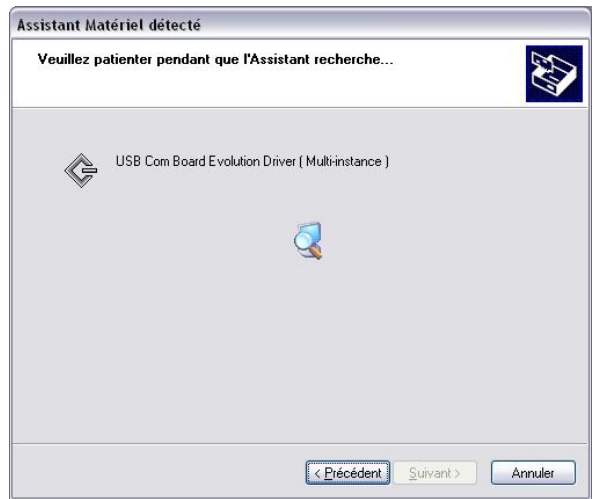 Assistant Matériel détecté
Veuillez patienter pendant que l'Assistant recherche...
USB Com Board Evolution Driver ( Multi-instance )
< Précédent
Suivant >
Annuler